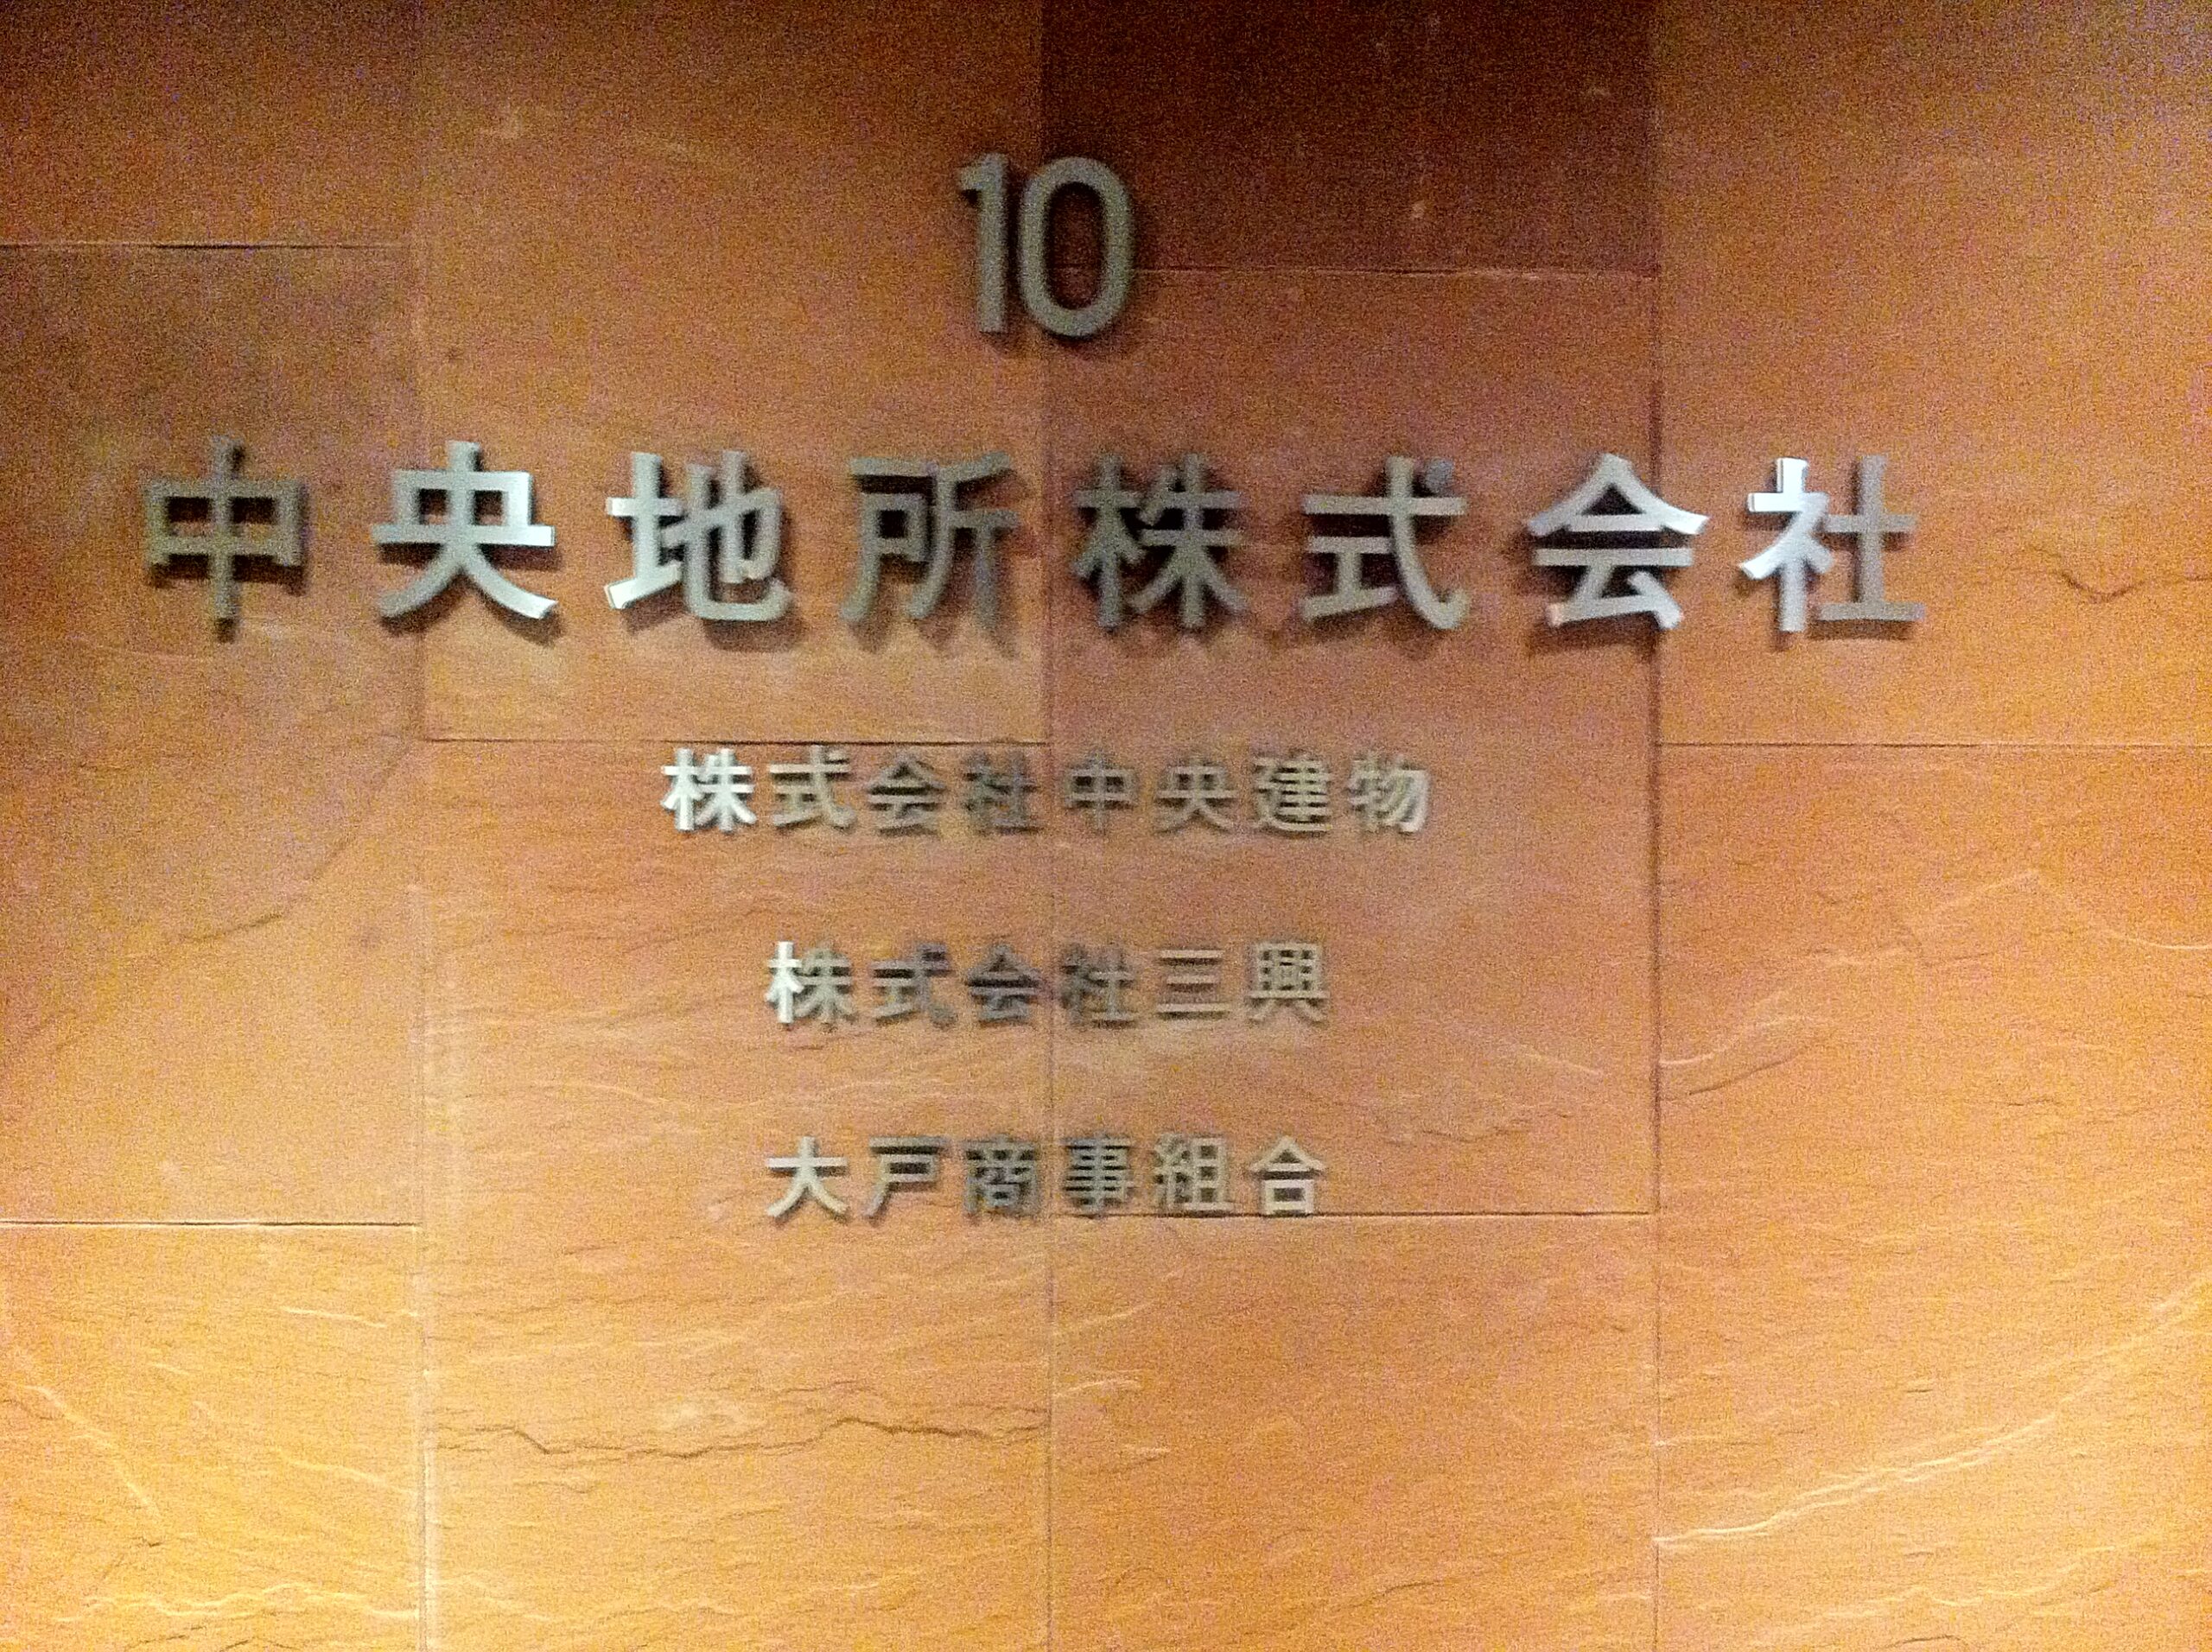 10
中央地所株式会社
株式会社中央建物
株式会社三興
大戸商事組合